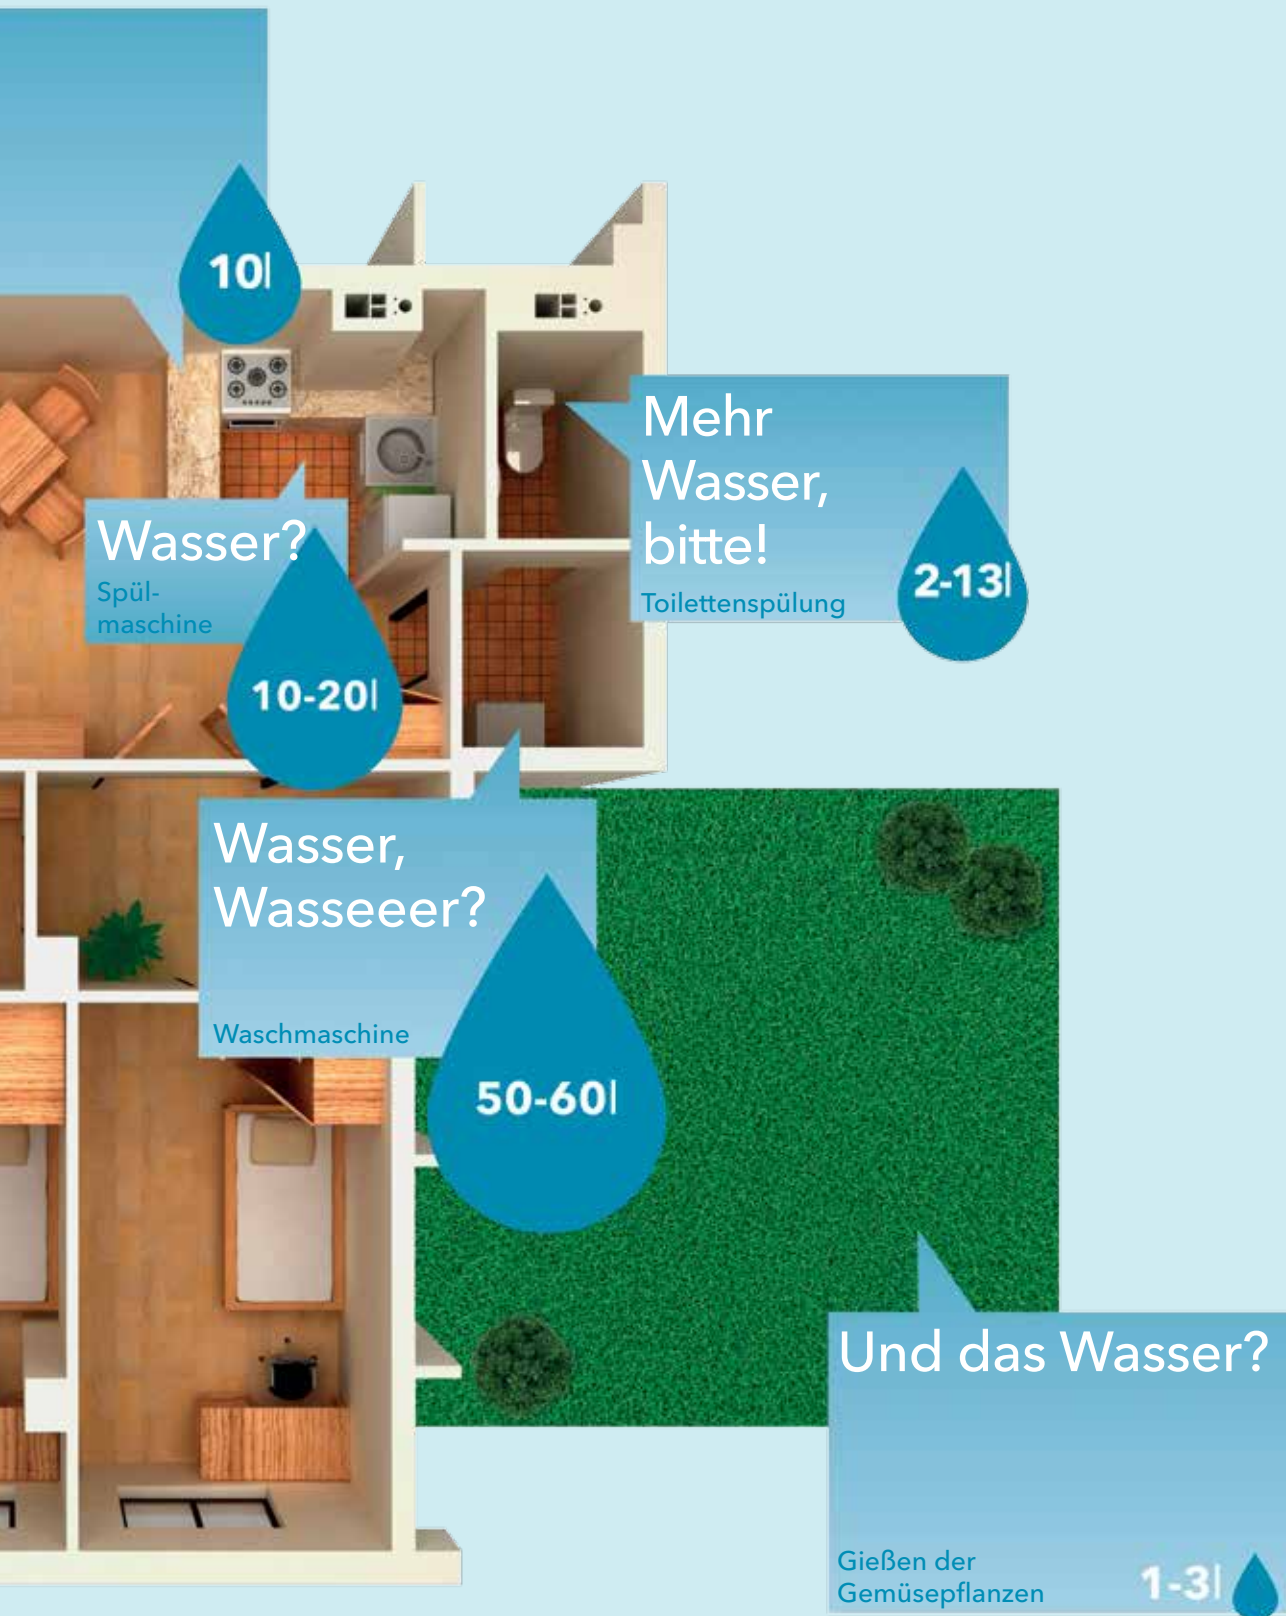 10l
Mehr
Wasser,
bitte!
Toilettenspülung
2-13l
Wasser?
Spül-
maschine
10-20l
Wasser,
Wasseeer?
Waschmaschine
50-60l
Und das Wasser?
Gießen der
Gemüsepflanzen
1-3l